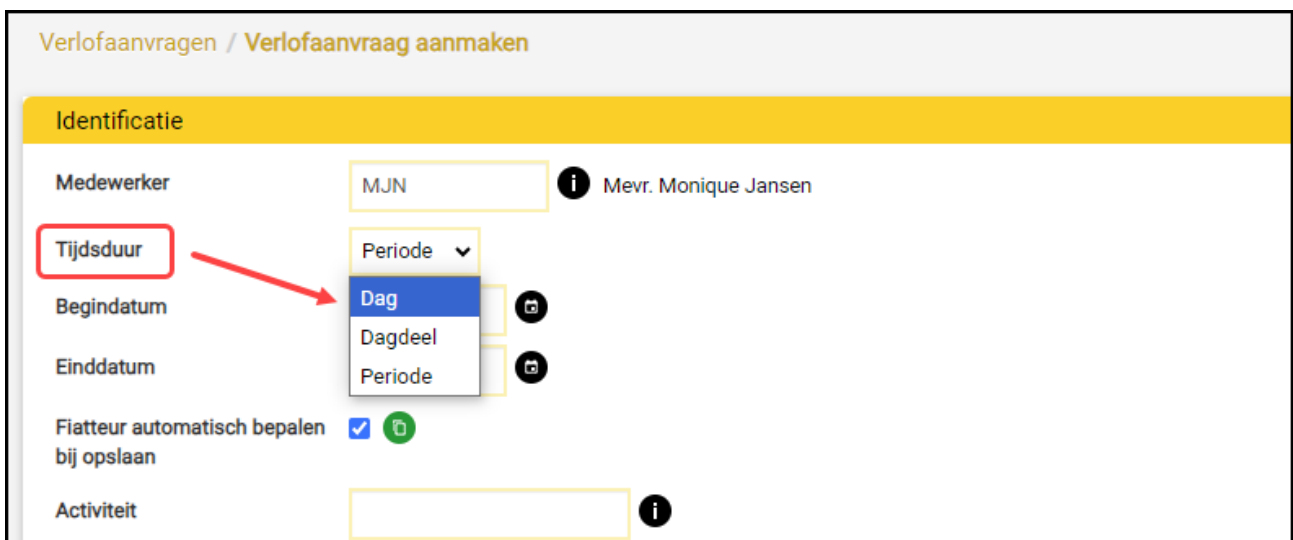 Verlofaanvragen / Verlofaanvraag aanmaken
Identificatie
Medewerker MJN i Mevr. Monique Jansen
Tijdsduur Periode
Dag
Begindatum
Dagdeel
Einddatum
Periode
Fiatteur automatisch bepalen
bij opslaan
Activiteit i